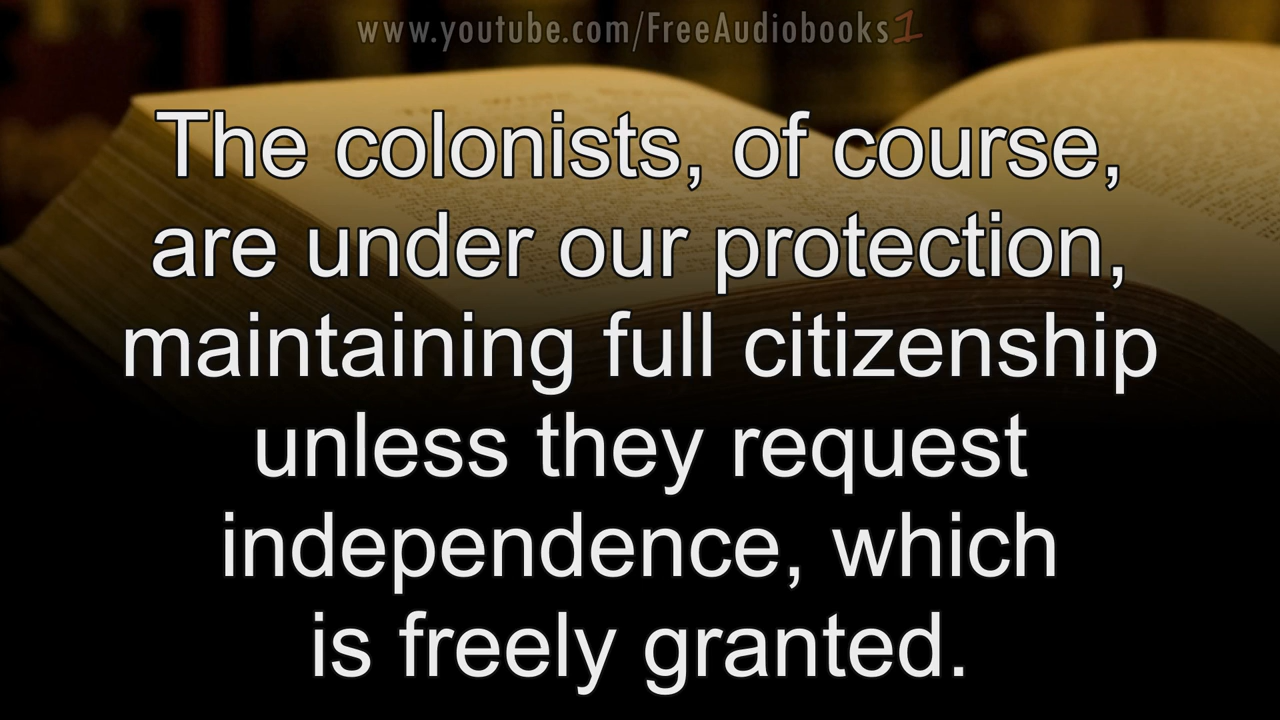 www.youtube.com/FreeAudiobooks1
The colonists, of course,
are under our protection,
maintaining full citizenship
unless they request
independence, which
is freely granted.